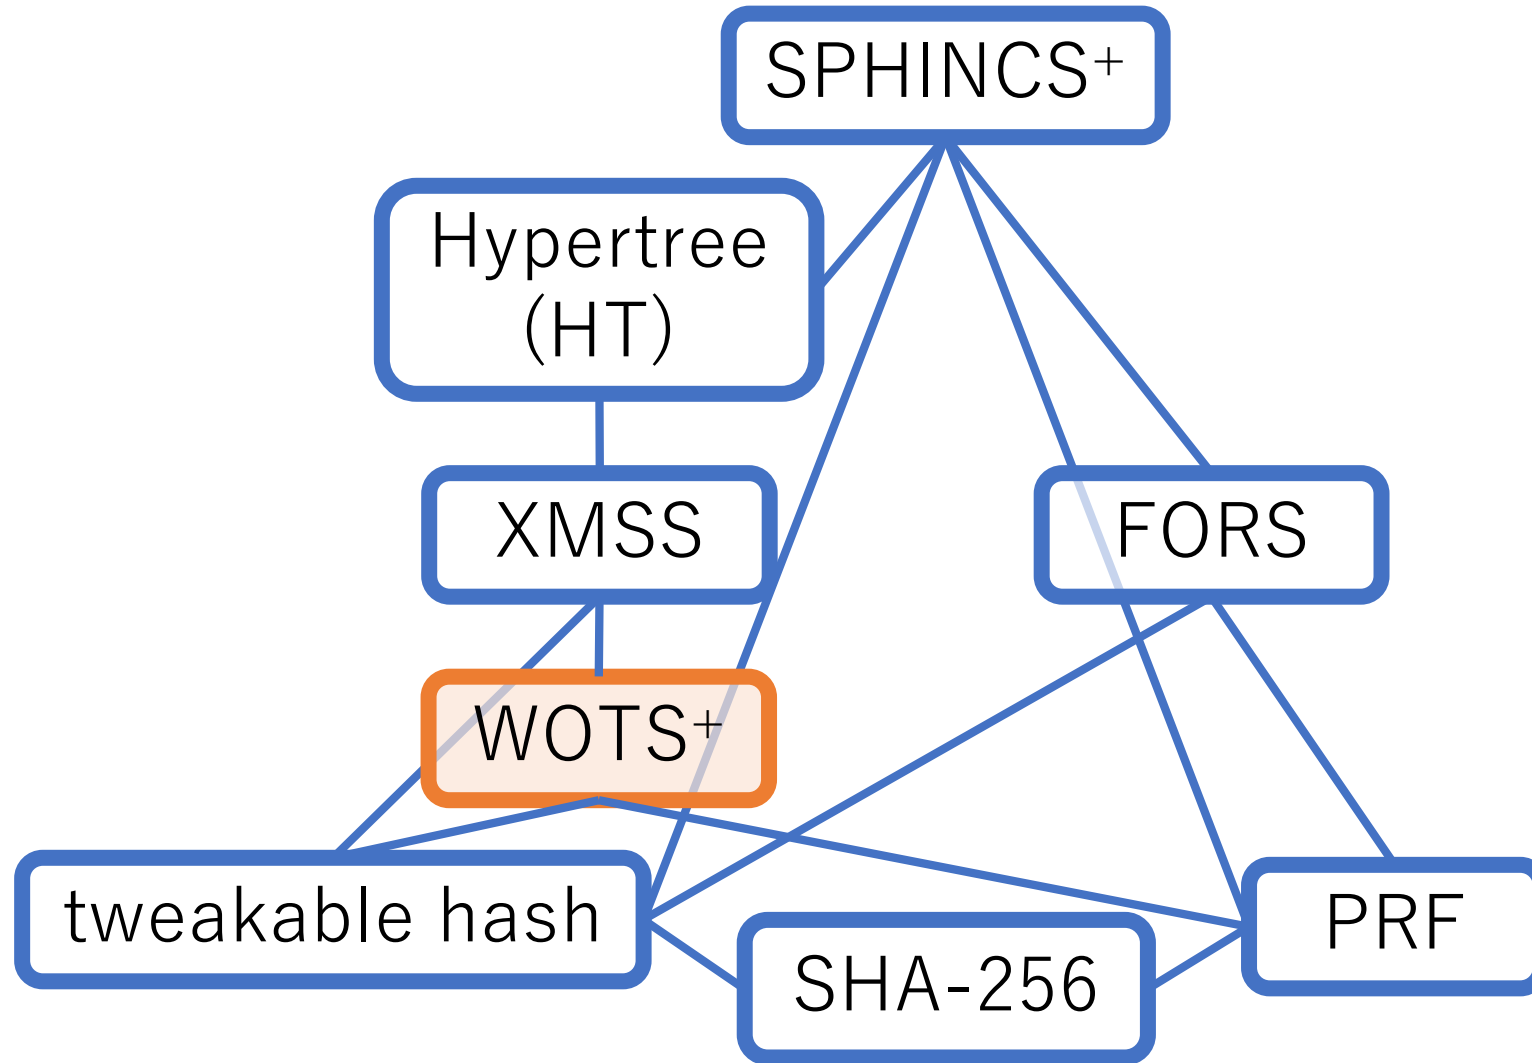 SPHINCS⁺
Hypertree
(HT)
XMSS
FORS
WOTS⁺
tweakable hash
SHA-256
PRF